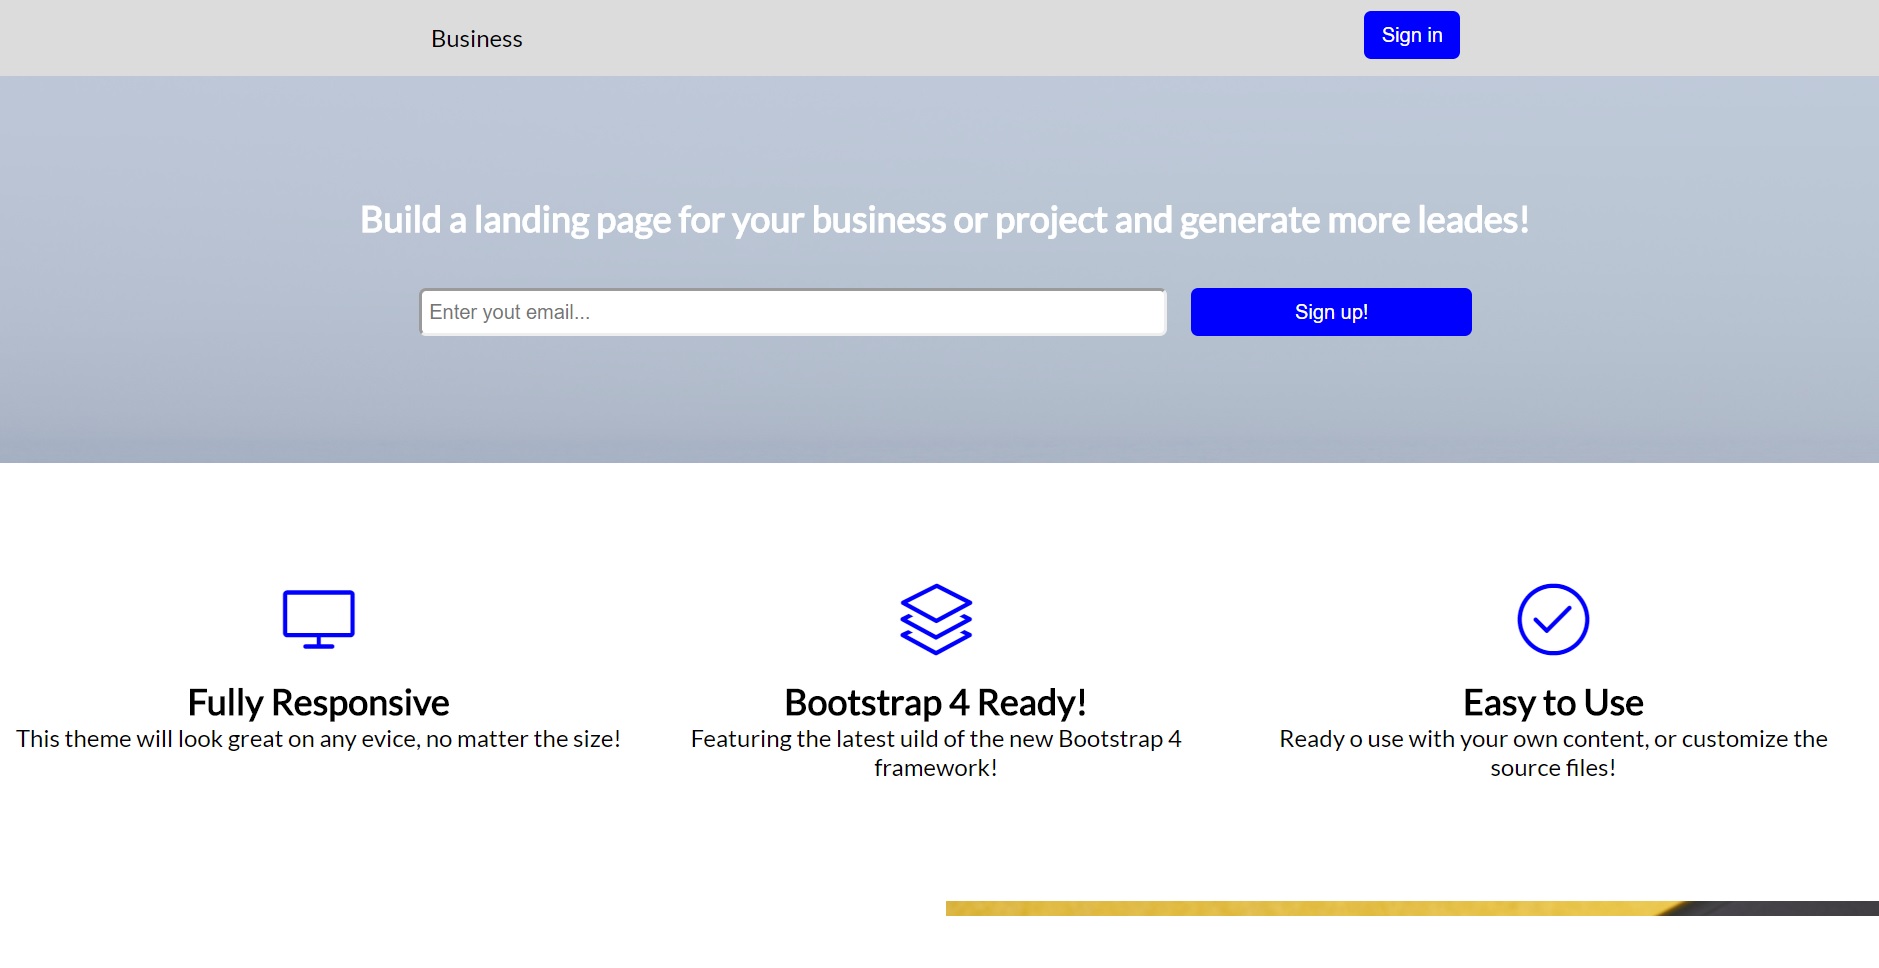 Business
Sign in
Build a landing page for your business or project and generate more leades!
Enter yout email...
Sign up!
Fully Responsive
This theme will look great on any evice, no matter the size!
Bootstrap 4 Ready!
Featuring the latest uild of the new Bootstrap 4
framework!
Easy to Use
Ready o use with your own content, or customize the
source files!